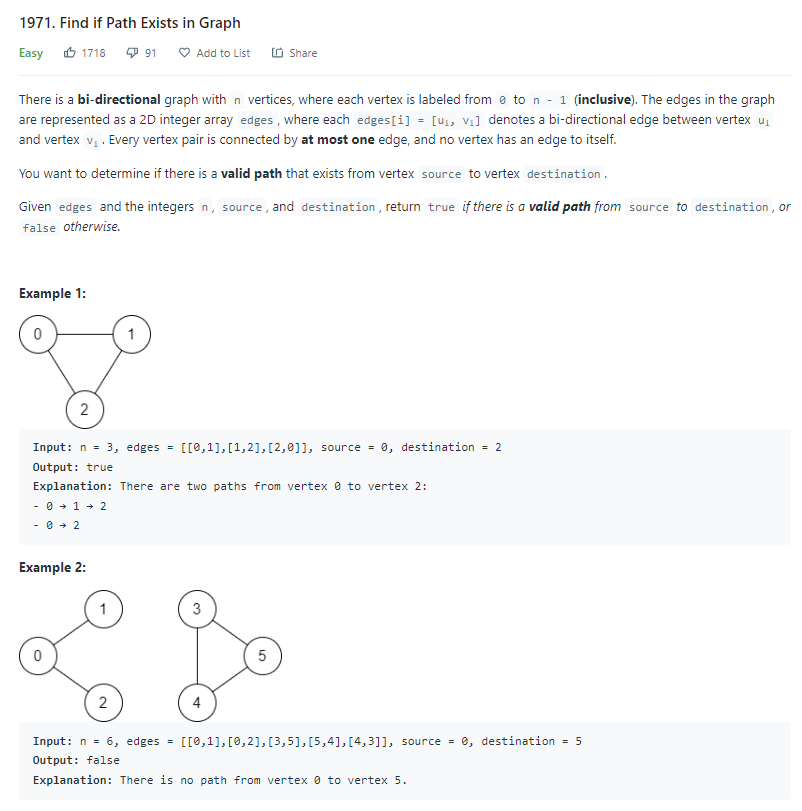 1971. Find if Path Exists in Graph
Easy 1718 91 Add to List Share
There is a bi-directional graph with n vertices, where each vertex is labeled from 0 to n - 1 (inclusive). The edges in the graph
are represented as a 2D integer array edges, where each edges[i] = [uᵢ, vᵢ] denotes a bi-directional edge between vertex uᵢ
and vertex vᵢ. Every vertex pair is connected by at most one edge, and no vertex has an edge to itself.
You want to determine if there is a valid path that exists from vertex source to vertex destination.
Given edges and the integers n, source, and destination, return true if there is a valid path from source to destination, or
false otherwise.
Example 1:
0 1
2
Input: n = 3, edges = [[0,1],[1,2],[2,0]], source = 0, destination = 2
Output: true
Explanation: There are two paths from vertex 0 to vertex 2:
- 0 → 1 → 2
- 0 → 2
Example 2:
1 3
0 5
2 4
Input: n = 6, edges = [[0,1],[0,2],[3,5],[5,4],[4,3]], source = 0, destination = 5
Output: false
Explanation: There is no path from vertex 0 to vertex 5.